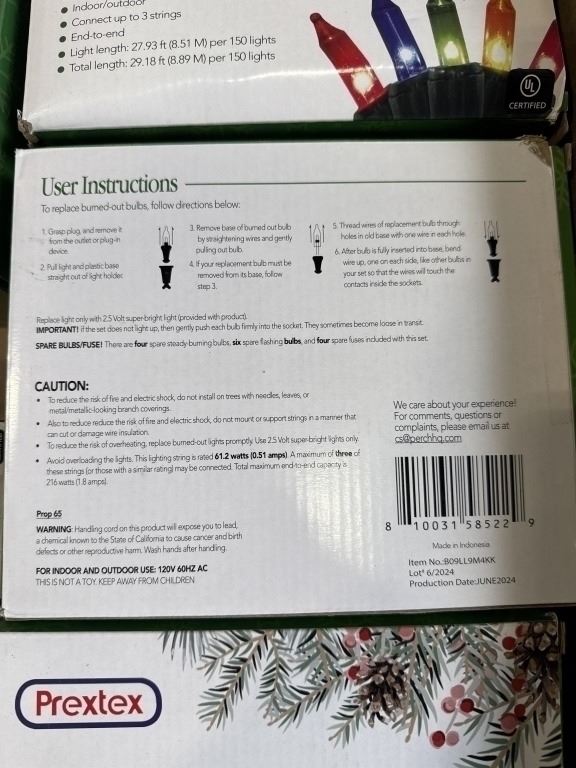 Indoor/outdoor
Connect up to 3 strings
End-to-end
Light length: 27.93 ft (8.51 M) per 150 lights
Total length: 29.18 ft (8.89 M) per 150 lights
UL
CERTIFIED
User Instructions
To replace burned-out bulbs, follow directions below:
1. Grasp plug, and remove it
from the outlet or plug-in
device.
2. Pull light and plastic base
straight out of light holder.
3. Remove base of burned out bulb
by straightening wires and gently
pulling out bulb.
4. If your replacement bulb must be
removed from its base, follow
step 3.
5. Thread wires of replacement bulb through
holes in old base with one wire in each hole.
6. After bulb is fully inserted into base, bend
wire up, one on each side, like other bulbs in
your set so that the wires will touch the
contacts inside the sockets.
Replace light only with 2.5 Volt super-bright light (provided with product).
IMPORTANT! if the set does not light up, then gently push each bulb firmly into the socket. They sometimes become loose in transit.
SPARE BULBS/FUSE! There are four spare steady-burning bulbs, six spare flashing bulbs, and four spare fuses included with this set.
CAUTION:
• To reduce the risk of fire and electric shock, do not install on trees with needles, leaves, or
metal/metallic-looking branch coverings.
• Also to reduce reduce the risk of fire and electric shock, do not mount or support strings in a manner that
can cut or damage wire insulation.
• To reduce the risk of overheating, replace burned-out lights promptly. Use 2.5 Volt super-bright lights only.
• Avoid overloading the lights. This lighting string is rated 61.2 watts (0.51 amps). A maximum of three of
these strings (or those with a similar rating) may be connected. Total maximum end-to-end capacity is
216 watts (1.8 amps).
We care about your experience!
For comments, questions or
complaints, please email us at
cs@perchhq.com
8 10031 58522 9
Made in Indonesia
Item No.:B09LL9M4KK
Lot# 6/2024
Production Date:JUNE2024
Prop 65
WARNING: Handling cord on this product will expose you to lead,
a chemical known to the State of California to cause cancer and birth
defects or other reproductive harm. Wash hands after handling.
FOR INDOOR AND OUTDOOR USE: 120V 60HZ AC
THIS IS NOT A TOY. KEEP AWAY FROM CHILDREN
Prextex